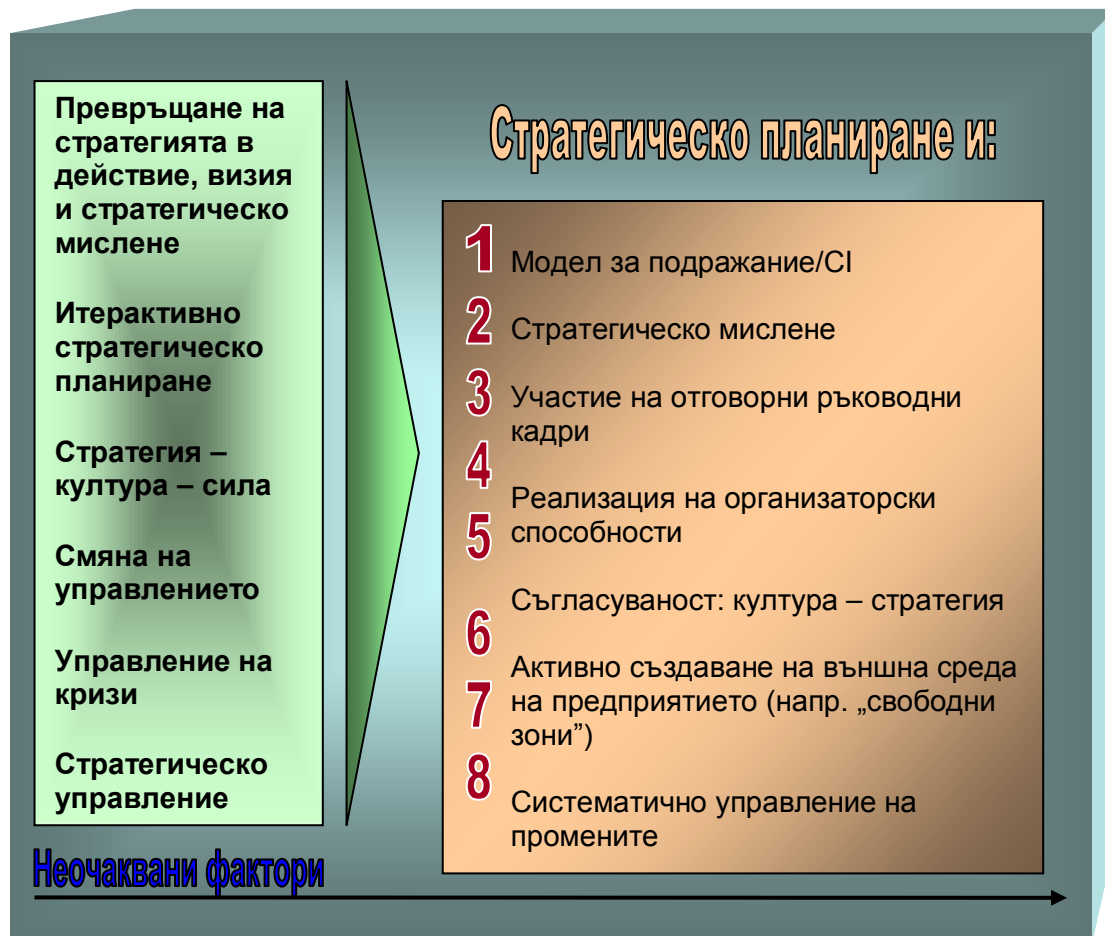 Превръщане на
стратегията в
действие, визия
и стратегическо
мислене
Итерактивно
стратегическо
планиране
Стратегия –
култура – сила
Смяна на
управлението
Управление на
кризи
Стратегическо
управление
Неочаквани фактори
Стратегическо планиране и:
1
2
3
4
5
6
7
8
Модел за подражание/CI
Стратегическо мислене
Участие на отговорни ръководни
кадри
Реализация на организаторски
способности
Съгласуваност: култура – стратегия
Активно създаване на външна среда
на предприятието (напр. „свободни
зони”)
Систематично управление на
промените